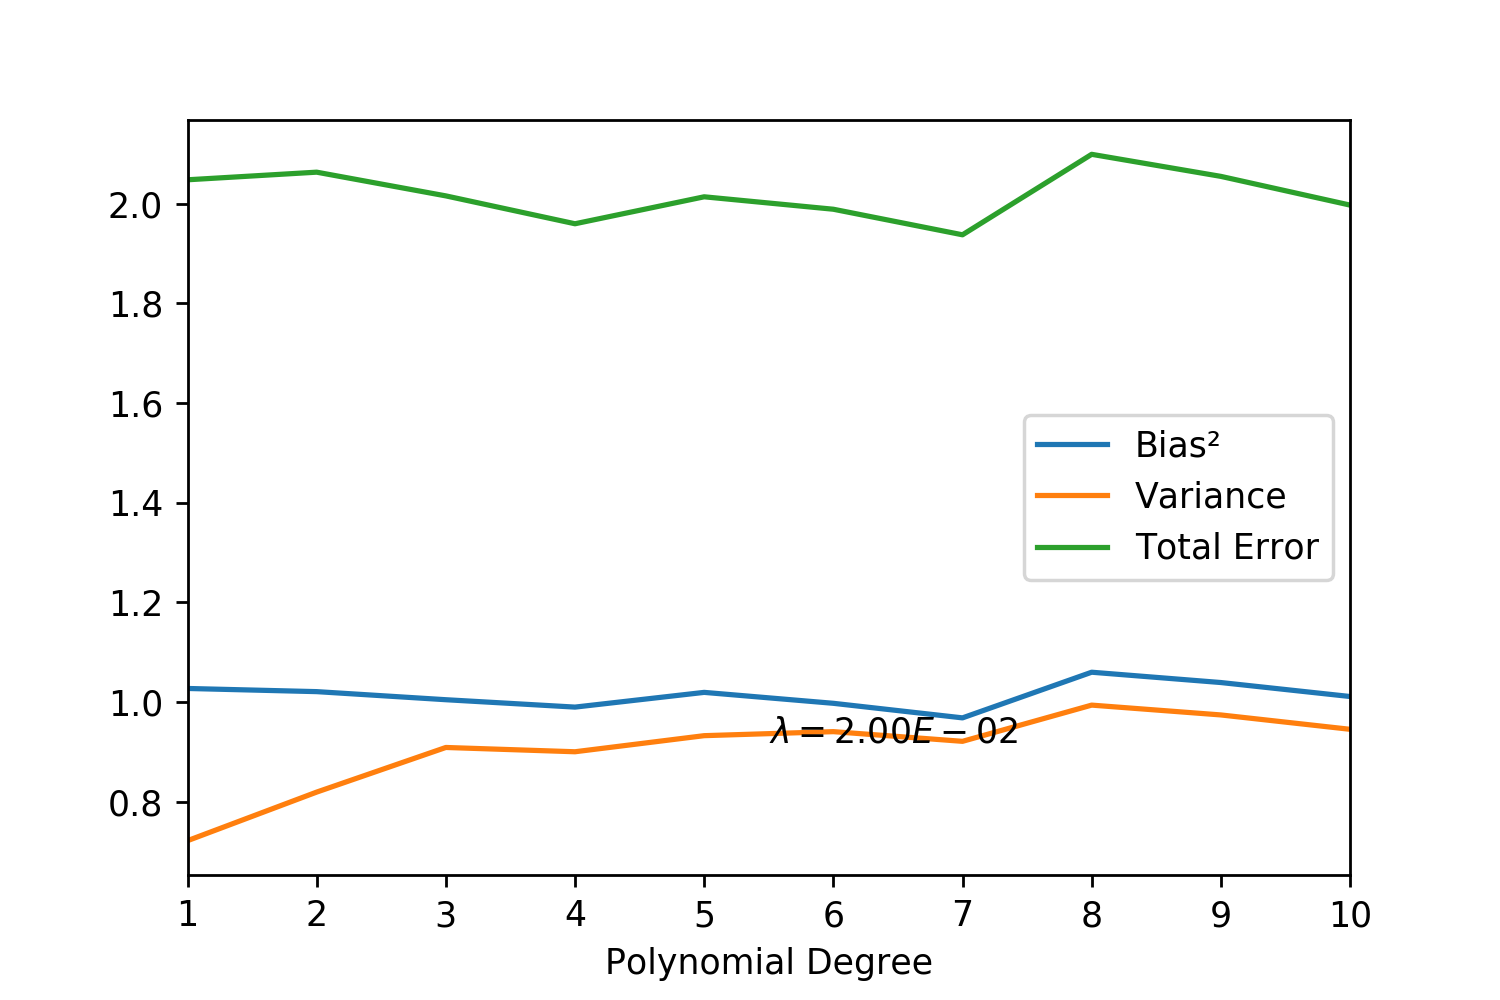 2.0
1.8
1.6
1.4
1.2
1.0
0.8
Bias²
Variance
Total Error
λ = 2.00E − 02
1 2 3 4 5 6 7 8 9 10
Polynomial Degree